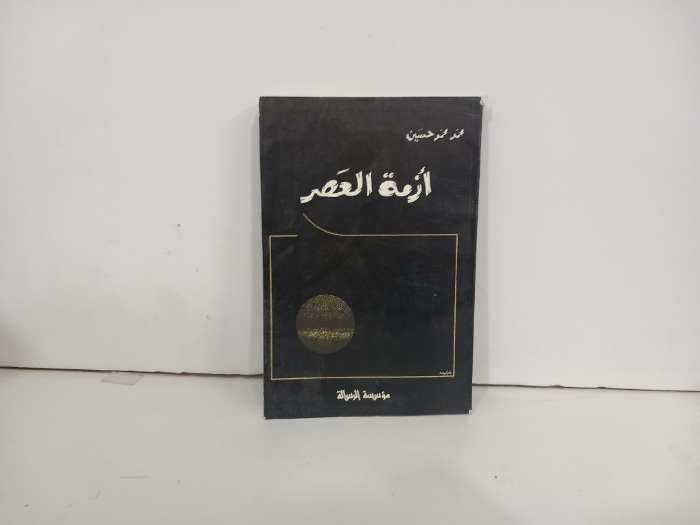 محمد محمد حسين
أزمة العصر
مؤسسة الرسالة